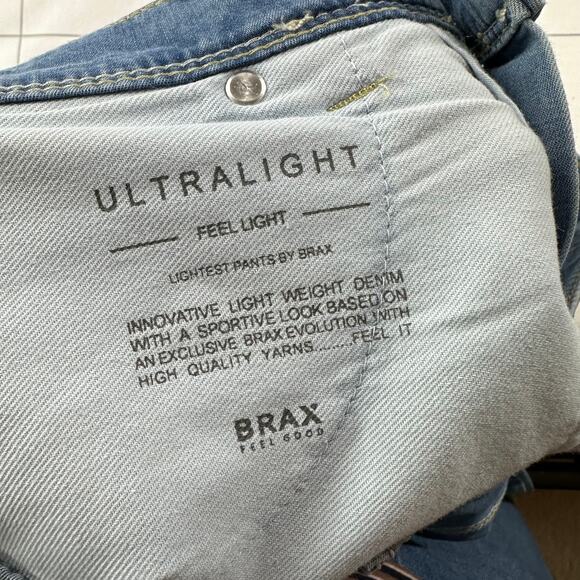 ULTRALIGHT
FEEL LIGHT
LIGHTEST PANTS BY BRAX
INNOVATIVE LIGHT WEIGHT DENIM
WITH A SPORTIVE LOOK BASED ON
AN EXCLUSIVE BRAX EVOLUTION WITH
HIGH QUALITY YARNS........FEEL IT
BRAX
FEEL GOOD